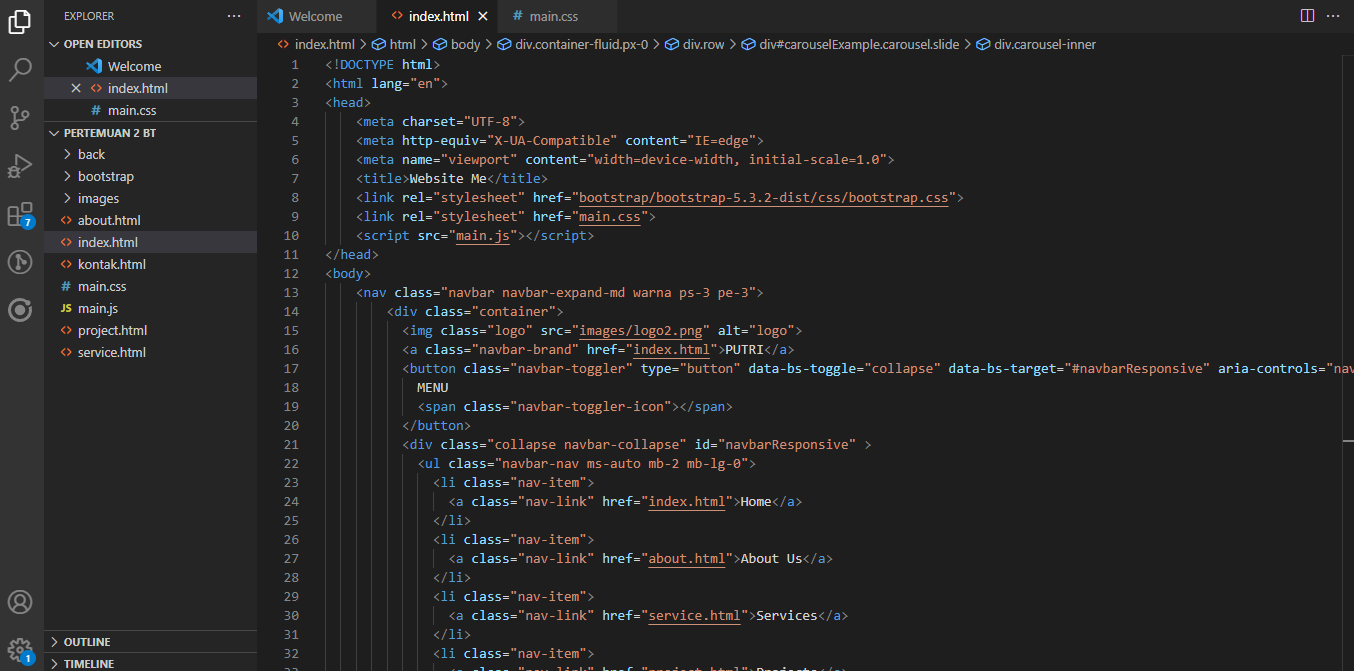 EXPLORER
Welcome
index.html
main.css
OPEN EDITORS
Welcome
index.html
# main.css
PERTEMUAN 2 BT
back
bootstrap
images
about.html
index.html
kontak.html
# main.css
JS main.js
project.html
service.html
OUTLINE
TIMELINE
7
1
index.html > html > body > div.container-fluid.px-0 > div.row > div#carouselExample.carousel.slide > div.carousel-inner
1 <!DOCTYPE html>
2 <html lang="en">
3 <head>
4 <meta charset="UTF-8">
5 <meta http-equiv="X-UA-Compatible" content="IE=edge">
6 <meta name="viewport" content="width=device-width, initial-scale=1.0">
7 <title>Website Me</title>
8 <link rel="stylesheet" href="bootstrap/bootstrap-5.3.2-dist/css/bootstrap.css">
9 <link rel="stylesheet" href="main.css">
10 <script src="main.js"></script>
11 </head>
12 <body>
13 <nav class="navbar navbar-expand-md warna ps-3 pe-3">
14 <div class="container">
15 <img class="logo" src="images/logo2.png" alt="logo">
16 <a class="navbar-brand" href="index.html">PUTRI</a>
17 <button class="navbar-toggler" type="button" data-bs-toggle="collapse" data-bs-target="#navbarResponsive" aria-controls="nav
18 MENU
19 <span class="navbar-toggler-icon"></span>
20 </button>
21 <div class="collapse navbar-collapse" id="navbarResponsive" >
22 <ul class="navbar-nav ms-auto mb-2 mb-lg-0">
23 <li class="nav-item">
24 <a class="nav-link" href="index.html">Home</a>
25 </li>
26 <li class="nav-item">
27 <a class="nav-link" href="about.html">About Us</a>
28 </li>
29 <li class="nav-item">
30 <a class="nav-link" href="service.html">Services</a>
31 </li>
32 <li class="nav-item">
33 <a class="nav-link" href="project.html">Projects</a>